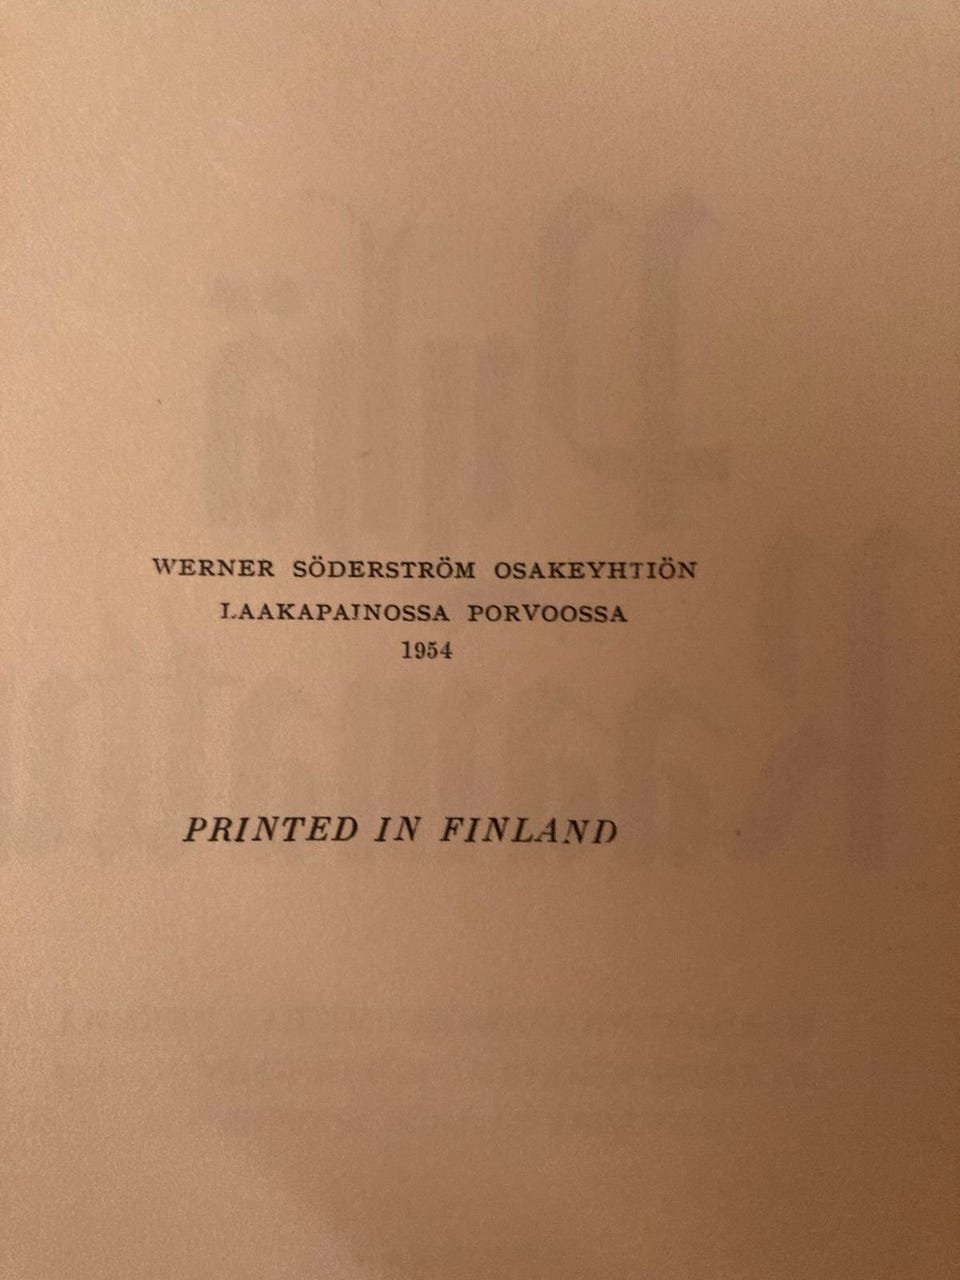 WERNER SÖDERSTRÖM OSAKEYHTIÖN
LAAKAPAINOSSA PORVOOSSA
1954
PRINTED IN FINLAND